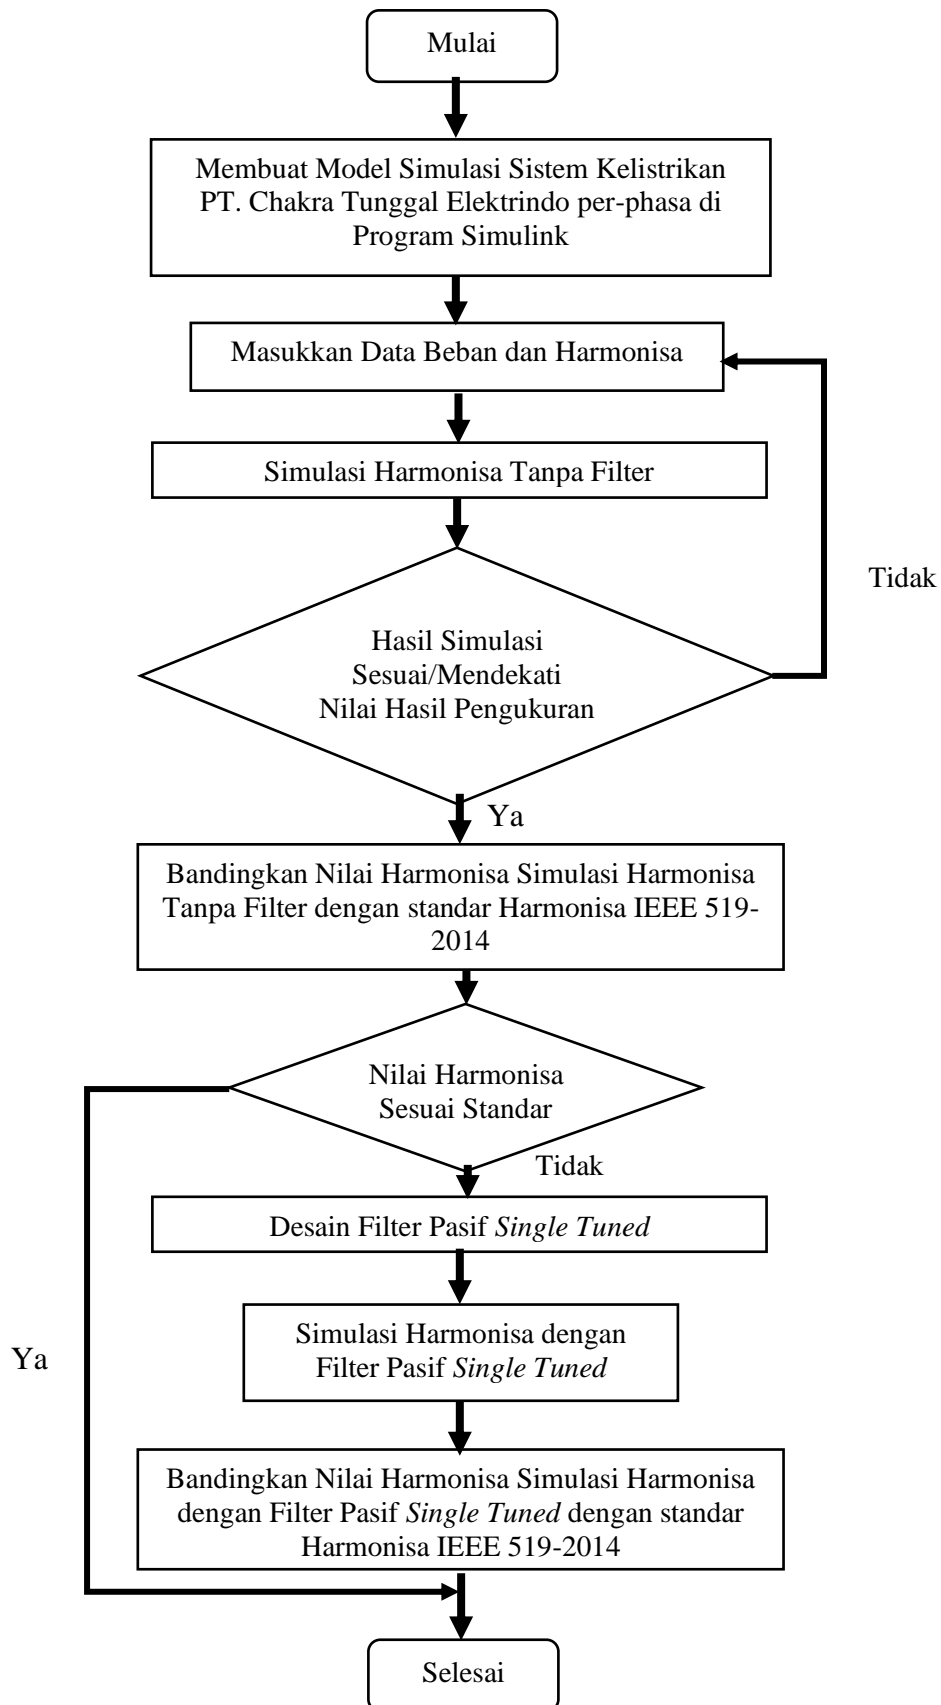 Mulai
Membuat Model Simulasi Sistem Kelistrikan
PT. Chakra Tunggal Elektrindo per-phasa di
Program Simulink
Masukkan Data Beban dan Harmonisa
Simulasi Harmonisa Tanpa Filter
Tidak
Hasil Simulasi
Sesuai/Mendekati
Nilai Hasil Pengukuran
Ya
Bandingkan Nilai Harmonisa Simulasi Harmonisa
Tanpa Filter dengan standar Harmonisa IEEE 519-
2014
Nilai Harmonisa
Sesuai Standar
Tidak
Desain Filter Pasif Single Tuned
Simulasi Harmonisa dengan
Filter Pasif Single Tuned
Ya
Bandingkan Nilai Harmonisa Simulasi Harmonisa
dengan Filter Pasif Single Tuned dengan standar
Harmonisa IEEE 519-2014
Selesai